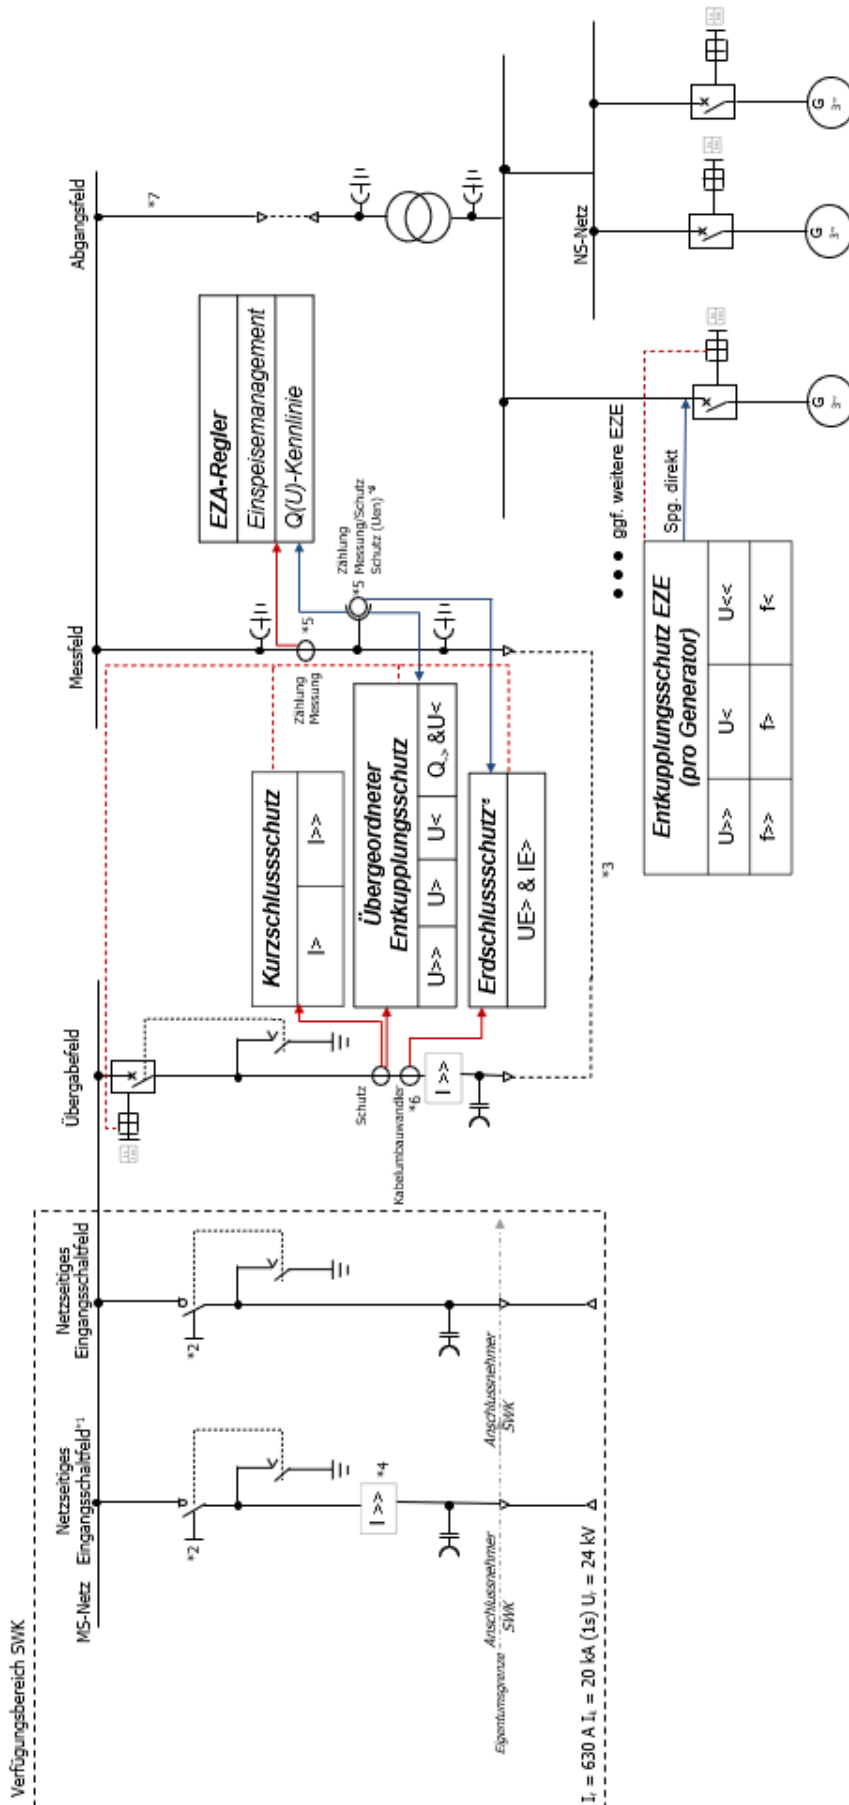 Verfügungsbereich SWK
MS-Netz
Netzseitiges
Eingangsschaltfeld*1
*2
I >>
*4
Eigentumsgrenze
Anschlussnehmer
SWK
Netzseitiges
Eingangsschaltfeld
*2
Anschlussnehmer
SWK
Iᵣ = 630 A Iₖ = 20 kA (1s) Uᵣ = 24 kV
Übergabefeld
Schutz
Kabelumbauwandler
*6
I >>
*3
Kurzschlussschutz
I>
I>>
Übergeordneter
Entkupplungsschutz
U>>
U>
U<
Q-> &U<
Erdschlussschutz*⁶
UE> & IE>
Messfeld
Zählung
Messung
*5
*5
Zählung
Messung/Schutz
Schutz (Uen) *⁶
EZA-Regler
Einspeisemanagement
Q(U)-Kennlinie
Abgangsfeld
*7
NS-Netz
ggf. weitere EZE
Spg. direkt
Entkupplungsschutz EZE
(pro Generator)
U>>
U<
U<<
f>>
f>
f<
G
3~
G
3~
G
3~